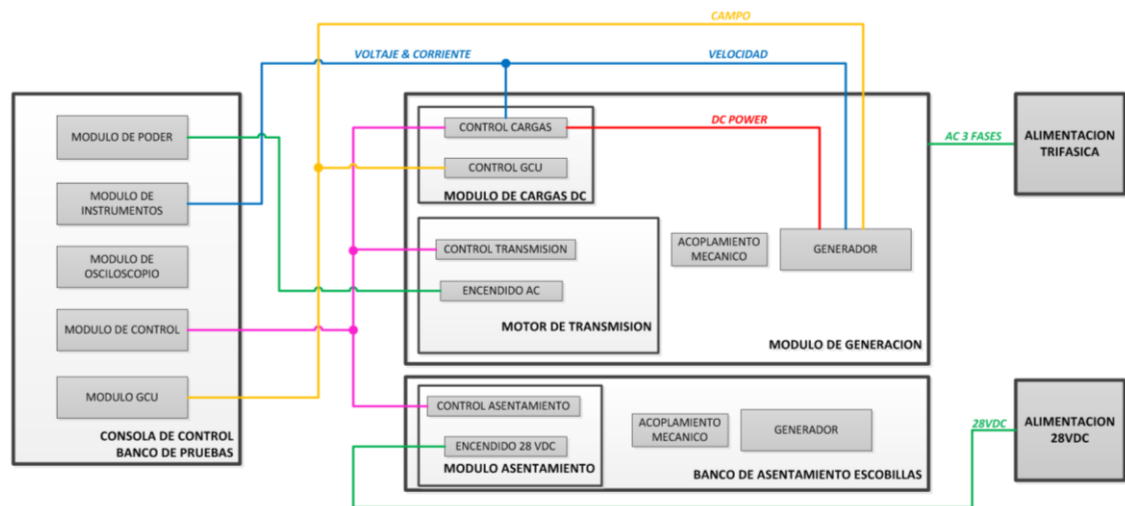 CAMPO
VOLTAJE & CORRIENTE
VELOCIDAD
MODULO DE PODER
MODULO DE
INSTRUMENTOS
MODULO DE
OSCILOSCOPIO
MODULO DE CONTROL
MODULO GCU
CONSOLA DE CONTROL
BANCO DE PRUEBAS
CONTROL CARGAS
CONTROL GCU
MODULO DE CARGAS DC
DC POWER
CONTROL TRANSMISION
ENCENDIDO AC
MOTOR DE TRANSMISION
ACOPLAMIENTO
MECANICO
GENERADOR
MODULO DE GENERACION
AC 3 FASES
ALIMENTACION
TRIFASICA
CONTROL ASENTAMIENTO
ENCENDIDO 28 VDC
MODULO ASENTAMIENTO
ACOPLAMIENTO
MECANICO
GENERADOR
BANCO DE ASENTAMIENTO ESCOBILLAS
28VDC
ALIMENTACION
28VDC